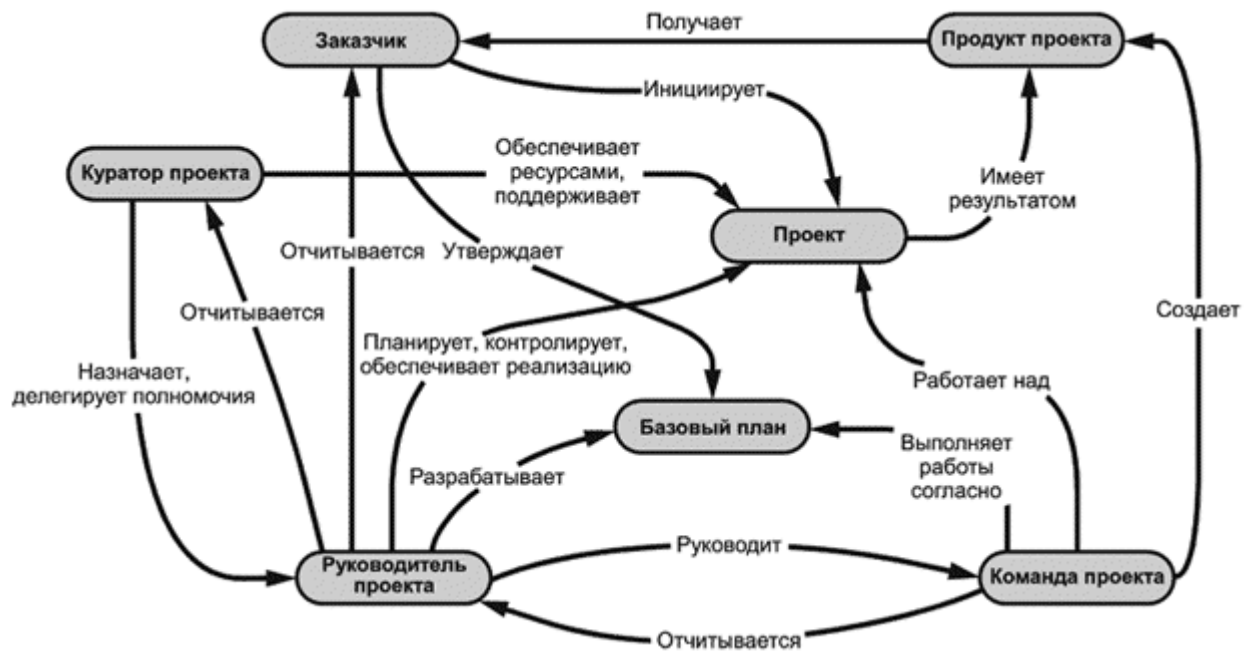 Получает
Заказчик
Продукт проекта
Инициирует
Обеспечивает
ресурсами,
поддерживает
Куратор проекта
Имеет
результатом
Проект
Отчитывается
Утверждает
Отчитывается
Создает
Планирует, контролирует,
обеспечивает реализацию
Назначает,
делегирует полномочия
Работает над
Базовый план
Выполняет
работы
согласно
Разрабатывает
Руководит
Руководитель
проекта
Команда проекта
Отчитывается